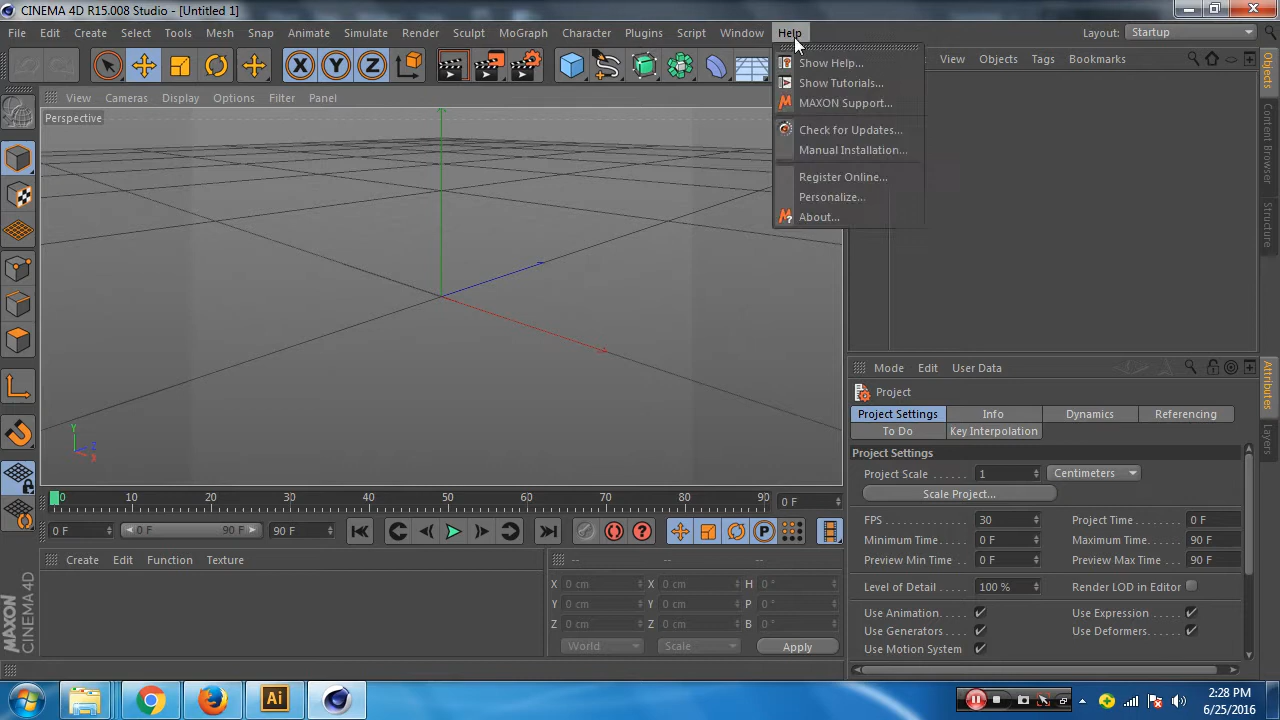 CINEMA 4D R15.008 Studio - [Untitled 1]
File Edit Create Select Tools Mesh Snap Animate Simulate Render Sculpt MoGraph Character Plugins Script Window Help Layout: Startup
X Y Z
View Cameras Display Options Filter Panel
Perspective
Show Help...
Show Tutorials...
MAXON Support...
Check for Updates...
Manual Installation...
Register Online...
Personalize...
About...
View Objects Tags Bookmarks
Objects
Content Browser
Structure
Y
Z
X
Mode Edit User Data
Attributes
Layers
Project
Project Settings Info Dynamics Referencing
To Do Key Interpolation
Project Settings
Project Scale ...... 1 Centimeters
Scale Project...
FPS 30 Project Time 0 F
Minimum Time 0 F Maximum Time 90 F
Preview Min Time 0 F Preview Max Time 90 F
Level of Detail 100 % Render LOD in Editor
Use Animation Use Expression
Use Generators Use Deformers
Use Motion System
0 10 20 30 40 50 60 70 80 90 0 F
0 F 0 F 90 F 90 F
P
Create Edit Function Texture
-- -- --
X 0 cm X 0 cm H 0 °
Y 0 cm Y 0 cm P 0 °
Z 0 cm Z 0 cm B 0 °
World Scale Apply
MAXON CINEMA 4D
Ai
2:28 PM
6/25/2016